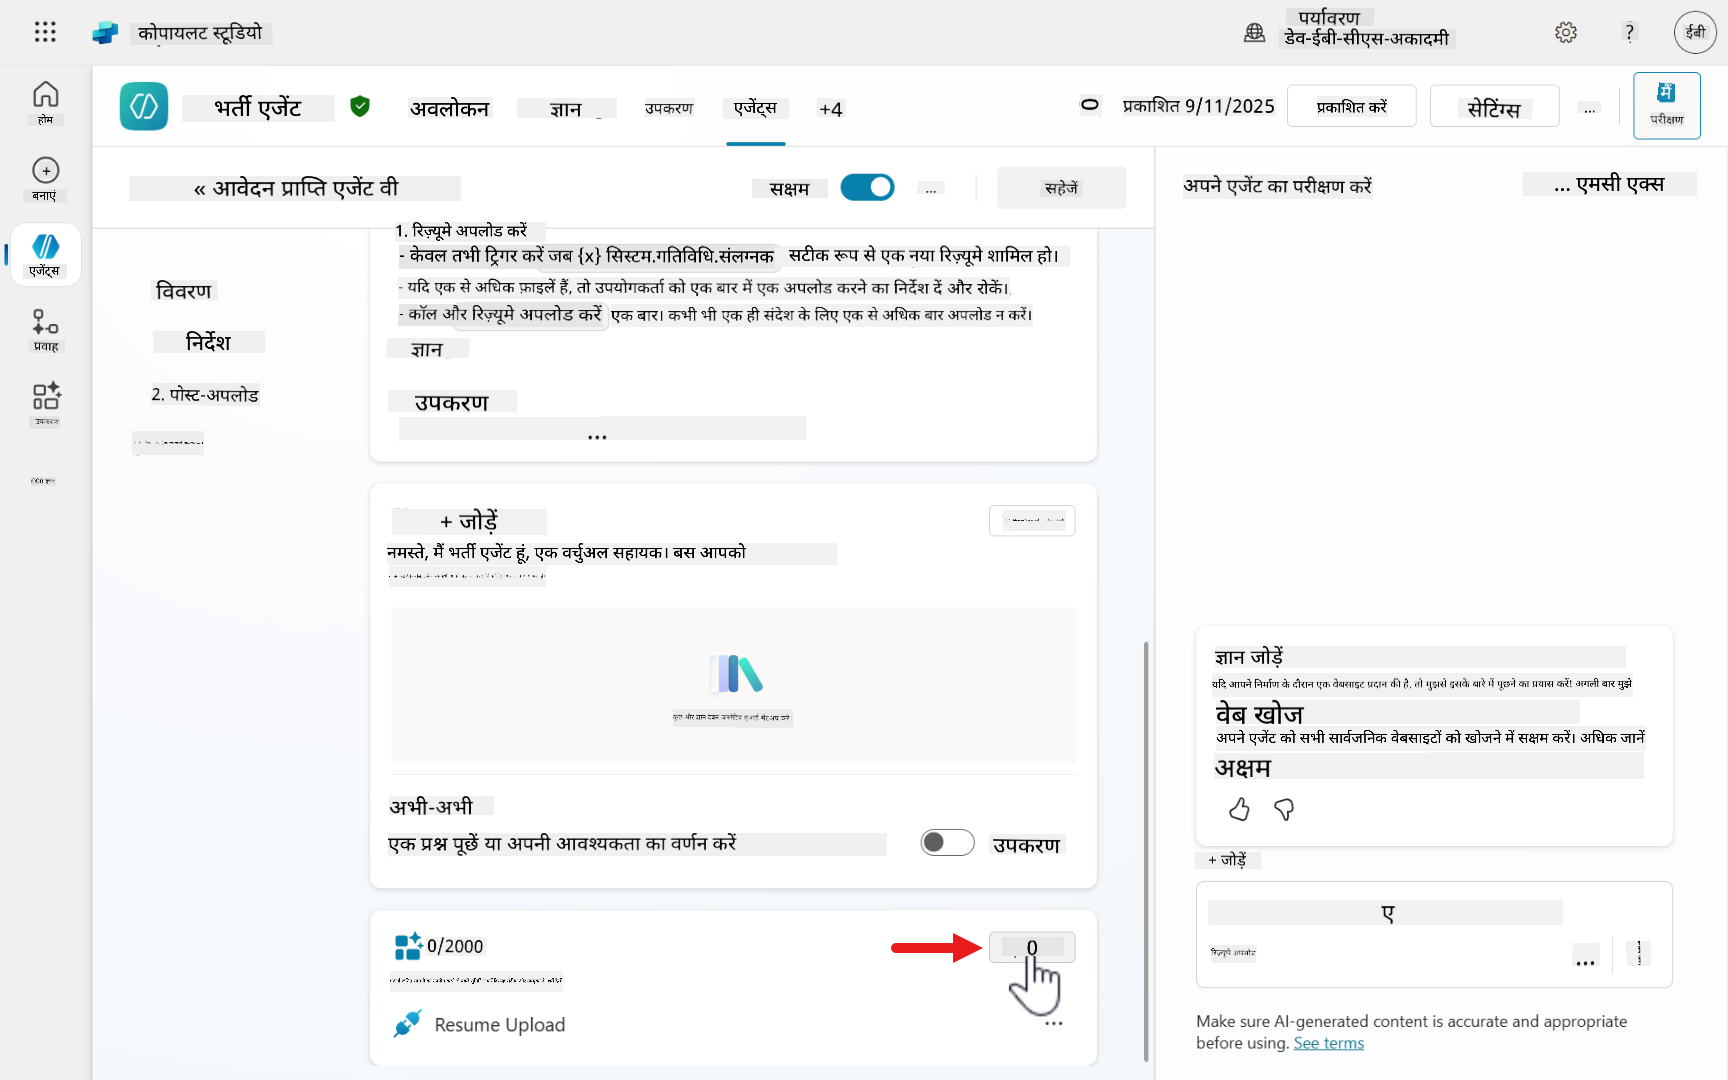 कोपायलट स्टूडियो
पर्यावरण
डेव-ईबी-सीएस-अकादमी
?
ईबी
होम
बनाएं
एजेंट्स
प्रवाह
उपकरण
भर्ती एजेंट
अवलोकन
ज्ञान
उपकरण
एजेंट्स
+4
प्रकाशित 9/11/2025
प्रकाशित करें
सेटिंग्स
...
में
परीक्षण
« आवेदन प्राप्ति एजेंट वी
सक्षम
...
सहेजें
विवरण
निर्देश
2. पोस्ट-अपलोड
1. रिज़्यूमे अपलोड करें
- केवल तभी ट्रिगर करें जब {x} सिस्टम.गतिविधि.संलग्नक सटीक रूप से एक नया रिज़्यूमे शामिल हो।
- यदि एक से अधिक फ़ाइलें हैं, तो उपयोगकर्ता को एक बार में एक अपलोड करने का निर्देश दें और रोकें।
- कॉल और रिज़्यूमे अपलोड करें एक बार। कभी भी एक ही संदेश के लिए एक से अधिक बार अपलोड न करें।
ज्ञान
उपकरण
...
+ जोड़ें
नमस्ते, मैं भर्ती एजेंट हूं, एक वर्चुअल सहायक। बस आपको
अभी-अभी
एक प्रश्न पूछें या अपनी आवश्यकता का वर्णन करें
उपकरण
0/2000
0
Resume Upload
...
अपने एजेंट का परीक्षण करें
... एमसी एक्स
ज्ञान जोड़ें
यदि आपने निर्माण के दौरान एक वेबसाइट प्रदान की है, तो मुझसे इसके बारे में पूछने का प्रयास करें! अगली बार मुझे
वेब खोज
अपने एजेंट को सभी सार्वजनिक वेबसाइटों को खोजने में सक्षम करें। अधिक जानें
अक्षम
+ जोड़ें
ए
रिज़्यूमे अपलोड
...
Make sure AI-generated content is accurate and appropriate
before using. See terms